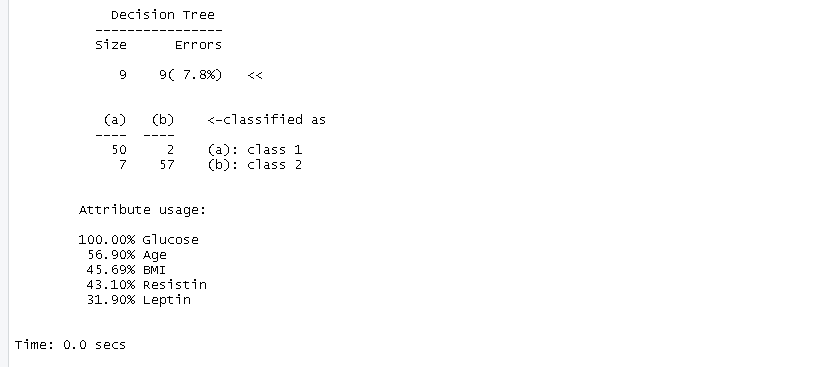 Decision Tree
----------------
Size      Errors
9    9( 7.8%)   <<
(a)   (b)    <-classified as
----  ----
50     2    (a): class 1
7    57    (b): class 2
Attribute usage:
100.00% Glucose
56.90% Age
45.69% BMI
43.10% Resistin
31.90% Leptin
Time: 0.0 secs